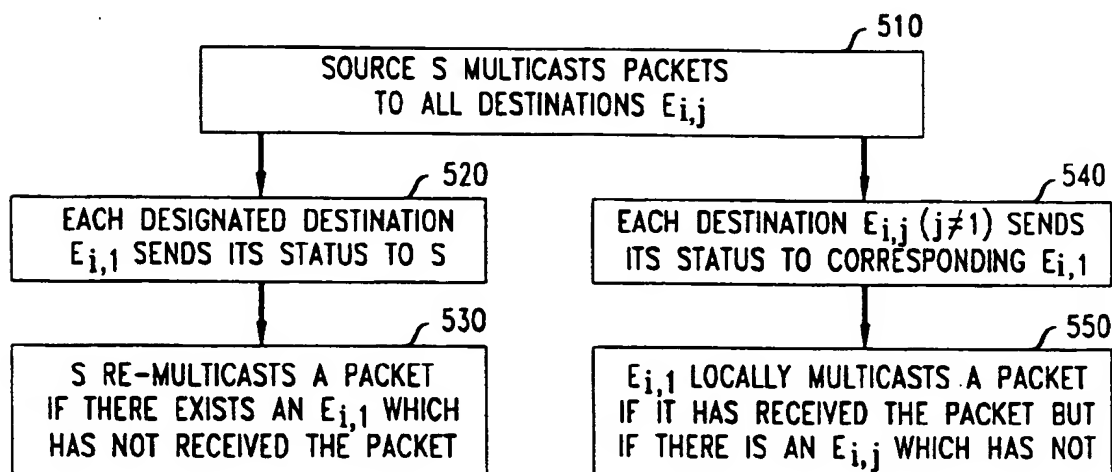 510
SOURCE S MULTICASTS PACKETS
TO ALL DESTINATIONS Ei,j
520
EACH DESIGNATED DESTINATION
Ei,1 SENDS ITS STATUS TO S
530
S RE-MULTICASTS A PACKET
IF THERE EXISTS AN Ei,1 WHICH
HAS NOT RECEIVED THE PACKET
540
EACH DESTINATION Ei,j (j≠1) SENDS
ITS STATUS TO CORRESPONDING Ei,1
550
Ei,1 LOCALLY MULTICASTS A PACKET
IF IT HAS RECEIVED THE PACKET BUT
IF THERE IS AN Ei,j WHICH HAS NOT